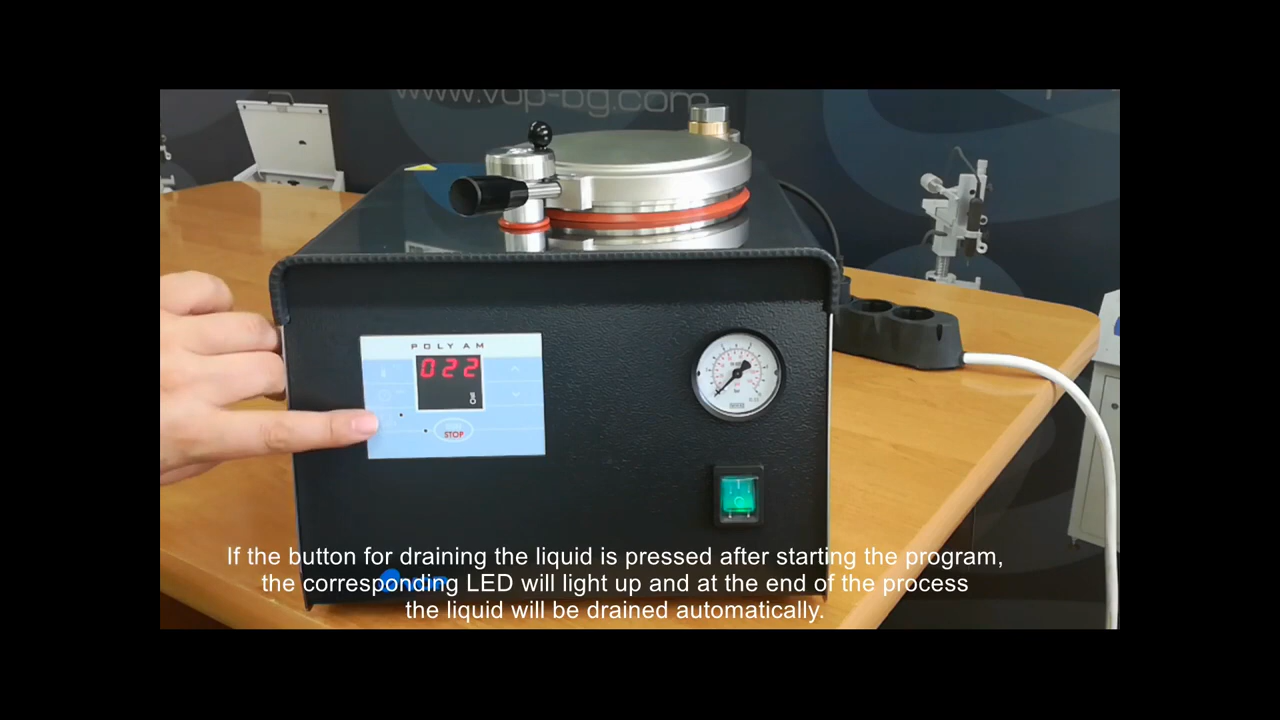 www.vop-bg.com
POLY AM
022
STOP
If the button for draining the liquid is pressed after starting the program,
the corresponding LED will light up and at the end of the process
the liquid will be drained automatically.